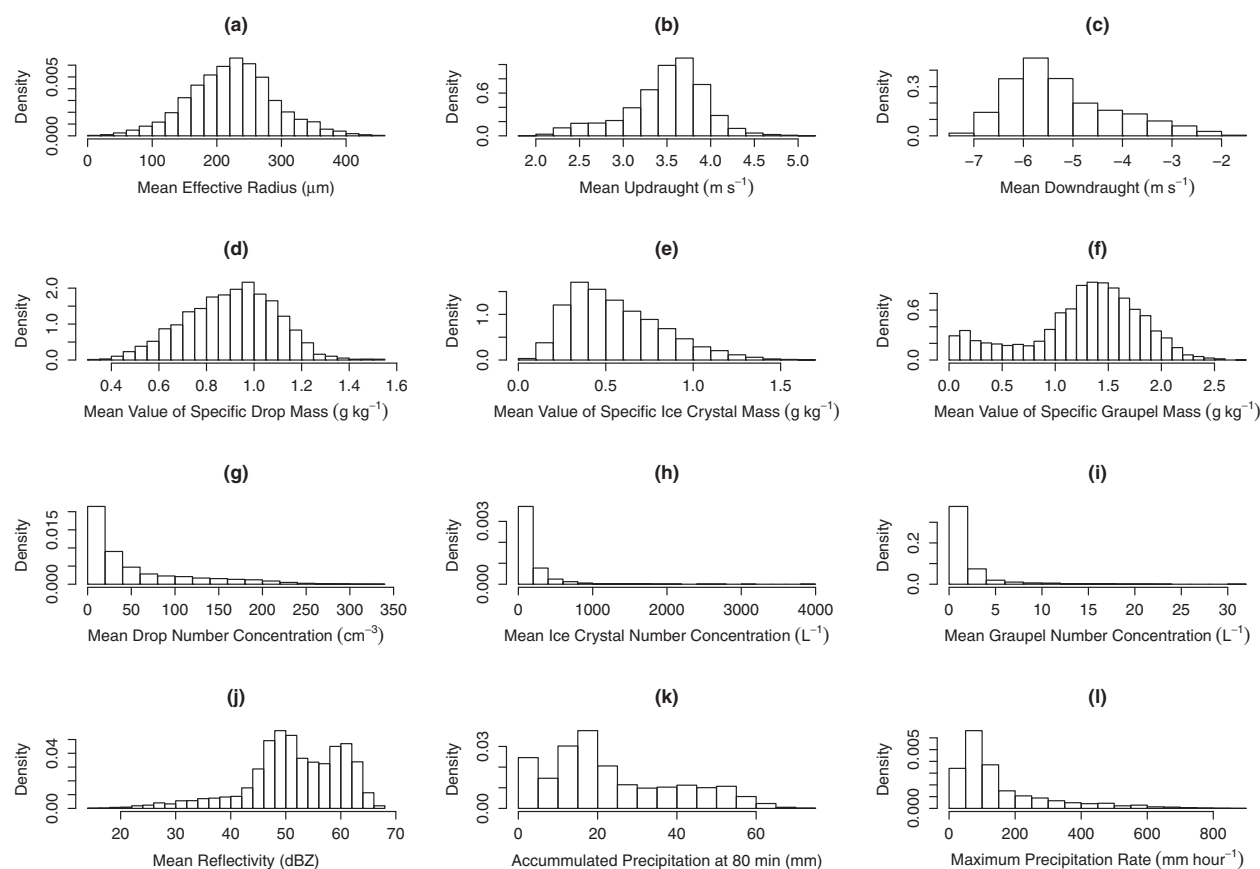 (a)
Density
0.000
0.005
0
100
200
300
400
Mean Effective Radius (μm)
(b)
Density
0.0
0.6
2.0
2.5
3.0
3.5
4.0
4.5
5.0
Mean Updraught (m s⁻¹)
(c)
Density
0.0
0.3
−7
−6
−5
−4
−3
−2
Mean Downdraught (m s⁻¹)
(d)
Density
0.0
1.0
2.0
0.4
0.6
0.8
1.0
1.2
1.4
1.6
Mean Value of Specific Drop Mass (g kg⁻¹)
(e)
Density
0.0
1.0
0.0
0.5
1.0
1.5
Mean Value of Specific Ice Crystal Mass (g kg⁻¹)
(f)
Density
0.0
0.6
0.0
0.5
1.0
1.5
2.0
2.5
Mean Value of Specific Graupel Mass (g kg⁻¹)
(g)
Density
0.000
0.015
0
50
100
150
200
250
300
350
Mean Drop Number Concentration (cm⁻³)
(h)
Density
0.000
0.003
0
1000
2000
3000
4000
Mean Ice Crystal Number Concentration (L⁻¹)
(i)
Density
0.0
0.2
0
5
10
15
20
25
30
Mean Graupel Number Concentration (L⁻¹)
(j)
Density
0.00
0.04
20
30
40
50
60
70
Mean Reflectivity (dBZ)
(k)
Density
0.00
0.03
0
20
40
60
Accummulated Precipitation at 80 min (mm)
(l)
Density
0.000
0.005
0
200
400
600
800
Maximum Precipitation Rate (mm hour⁻¹)